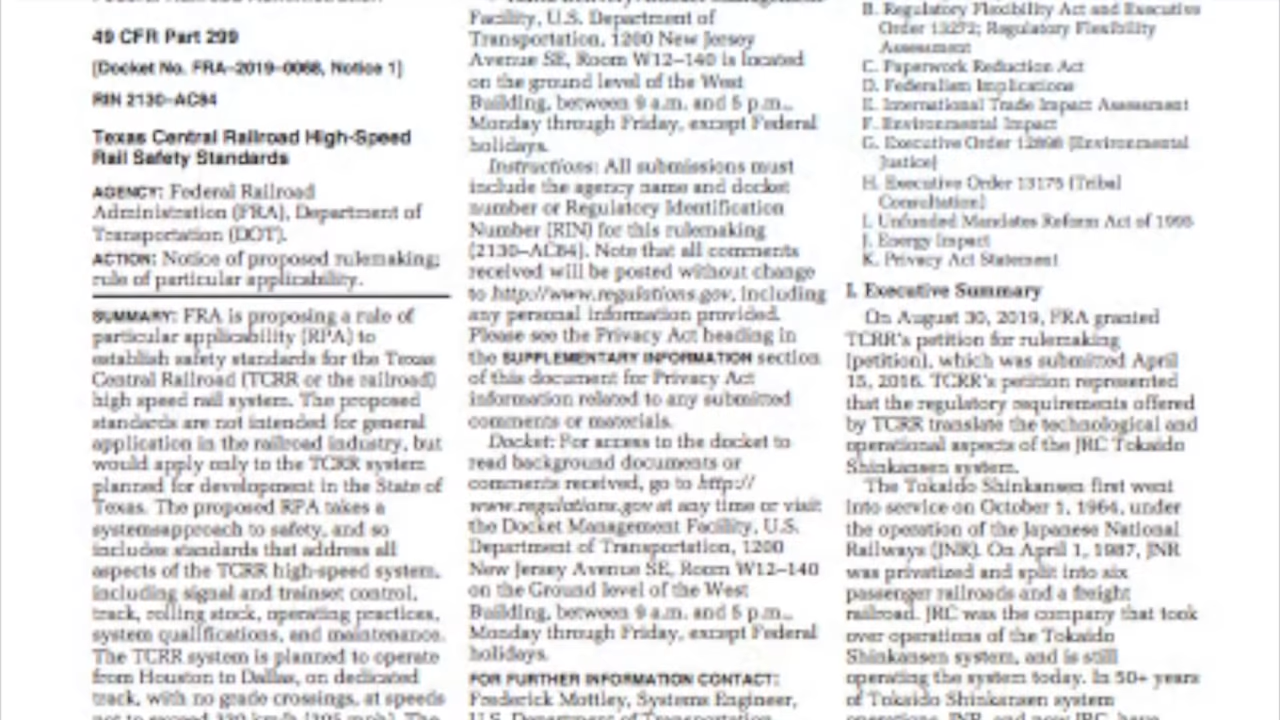 49 CFR Part 299
[Docket No. FRA–2019–0068, Notice 1]
RIN 2130–AC84
Texas Central Railroad High-Speed
Rail Safety Standards
AGENCY: Federal Railroad
Administration (FRA), Department of
Transportation (DOT).
ACTION: Notice of proposed rulemaking;
rule of particular applicability.
SUMMARY: FRA is proposing a rule of
particular applicability (RPA) to
establish safety standards for the Texas
Central Railroad (TCRR or the railroad)
high speed rail system. The proposed
standards are not intended for general
application in the railroad industry, but
would apply only to the TCRR system
planned for development in the State of
Texas. The proposed RPA takes a
systemsapproach to safety, and so
includes standards that address all
aspects of the TCRR high-speed system,
including signal and trainset control,
track, rolling stock, operating practices,
system qualifications, and maintenance.
The TCRR system is planned to operate
from Houston to Dallas, on dedicated
track, with no grade crossings, at speeds
not to exceed 330 km/h (205 mph). The
Facility, U.S. Department of
Transportation, 1200 New Jersey
Avenue SE, Room W12–140 is located
on the ground level of the West
Building, between 9 a.m. and 5 p.m.,
Monday through Friday, except Federal
holidays.
Instructions: All submissions must
include the agency name and docket
number or Regulatory Identification
Number (RIN) for this rulemaking
(2130–AC84). Note that all comments
received will be posted without change
to http://www.regulations.gov, including
any personal information provided.
Please see the Privacy Act heading in
the SUPPLEMENTARY INFORMATION section
of this document for Privacy Act
information related to any submitted
comments or materials.
Docket: For access to the docket to
read background documents or
comments received, go to http://
www.regulations.gov at any time or visit
the Docket Management Facility, U.S.
Department of Transportation, 1200
New Jersey Avenue SE, Room W12–140
on the Ground level of the West
Building, between 9 a.m. and 5 p.m.,
Monday through Friday, except Federal
holidays.
FOR FURTHER INFORMATION CONTACT:
Frederick Mottley, Systems Engineer,
U.S. Department of Transportation,
B. Regulatory Flexibility Act and Executive
Order 13272; Regulatory Flexibility
Assessment
C. Paperwork Reduction Act
D. Federalism Implications
E. International Trade Impact Assessment
F. Environmental Impact
G. Executive Order 12898 (Environmental
Justice)
H. Executive Order 13175 (Tribal
Consultation)
I. Unfunded Mandates Reform Act of 1995
J. Energy Impact
K. Privacy Act Statement
I. Executive Summary
On August 30, 2019, FRA granted
TCRR's petition for rulemaking
(petition), which was submitted April
15, 2016. TCRR's petition represented
that the regulatory requirements offered
by TCRR translate the technological and
operational aspects of the JRC Tokaido
Shinkansen system.
The Tokaido Shinkansen first went
into service on October 1, 1964, under
the operation of the Japanese National
Railways (JNR). On April 1, 1987, JNR
was privatized and split into six
passenger railroads and a freight
railroad. JRC was the company that took
over operations of the Tokaido
Shinkansen system, and is still
operating the system today. In 50+ years
of Tokaido Shinkansen system
operations, JNR, and now JRC, have